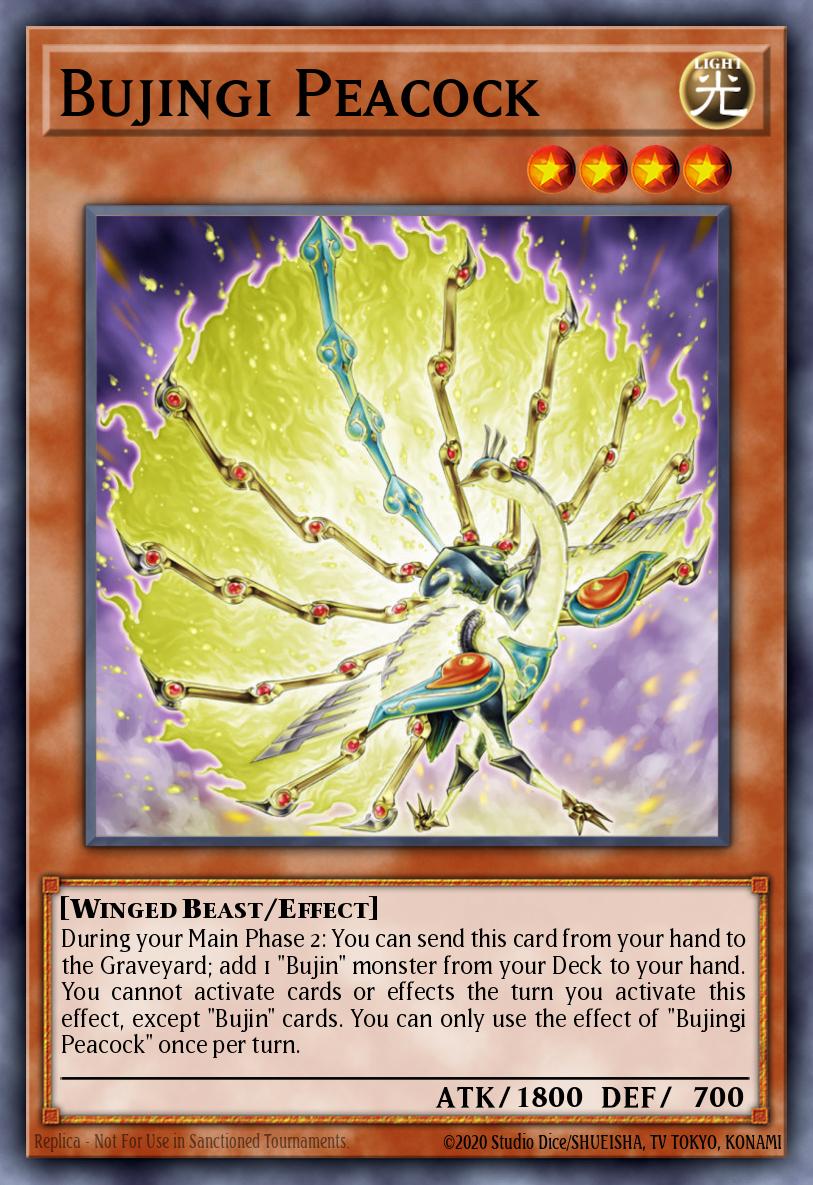 Bujingi Peacock
LIGHT
光
[Winged Beast/Effect]
During your Main Phase 2: You can send this card from your hand to
the Graveyard; add 1 "Bujin" monster from your Deck to your hand.
You cannot activate cards or effects the turn you activate this
effect, except "Bujin" cards. You can only use the effect of "Bujingi
Peacock" once per turn.
ATK/1800 DEF/ 700
Replica - Not For Use in Sanctioned Tournaments.
©2020 Studio Dice/SHUEISHA, TV TOKYO, KONAMI